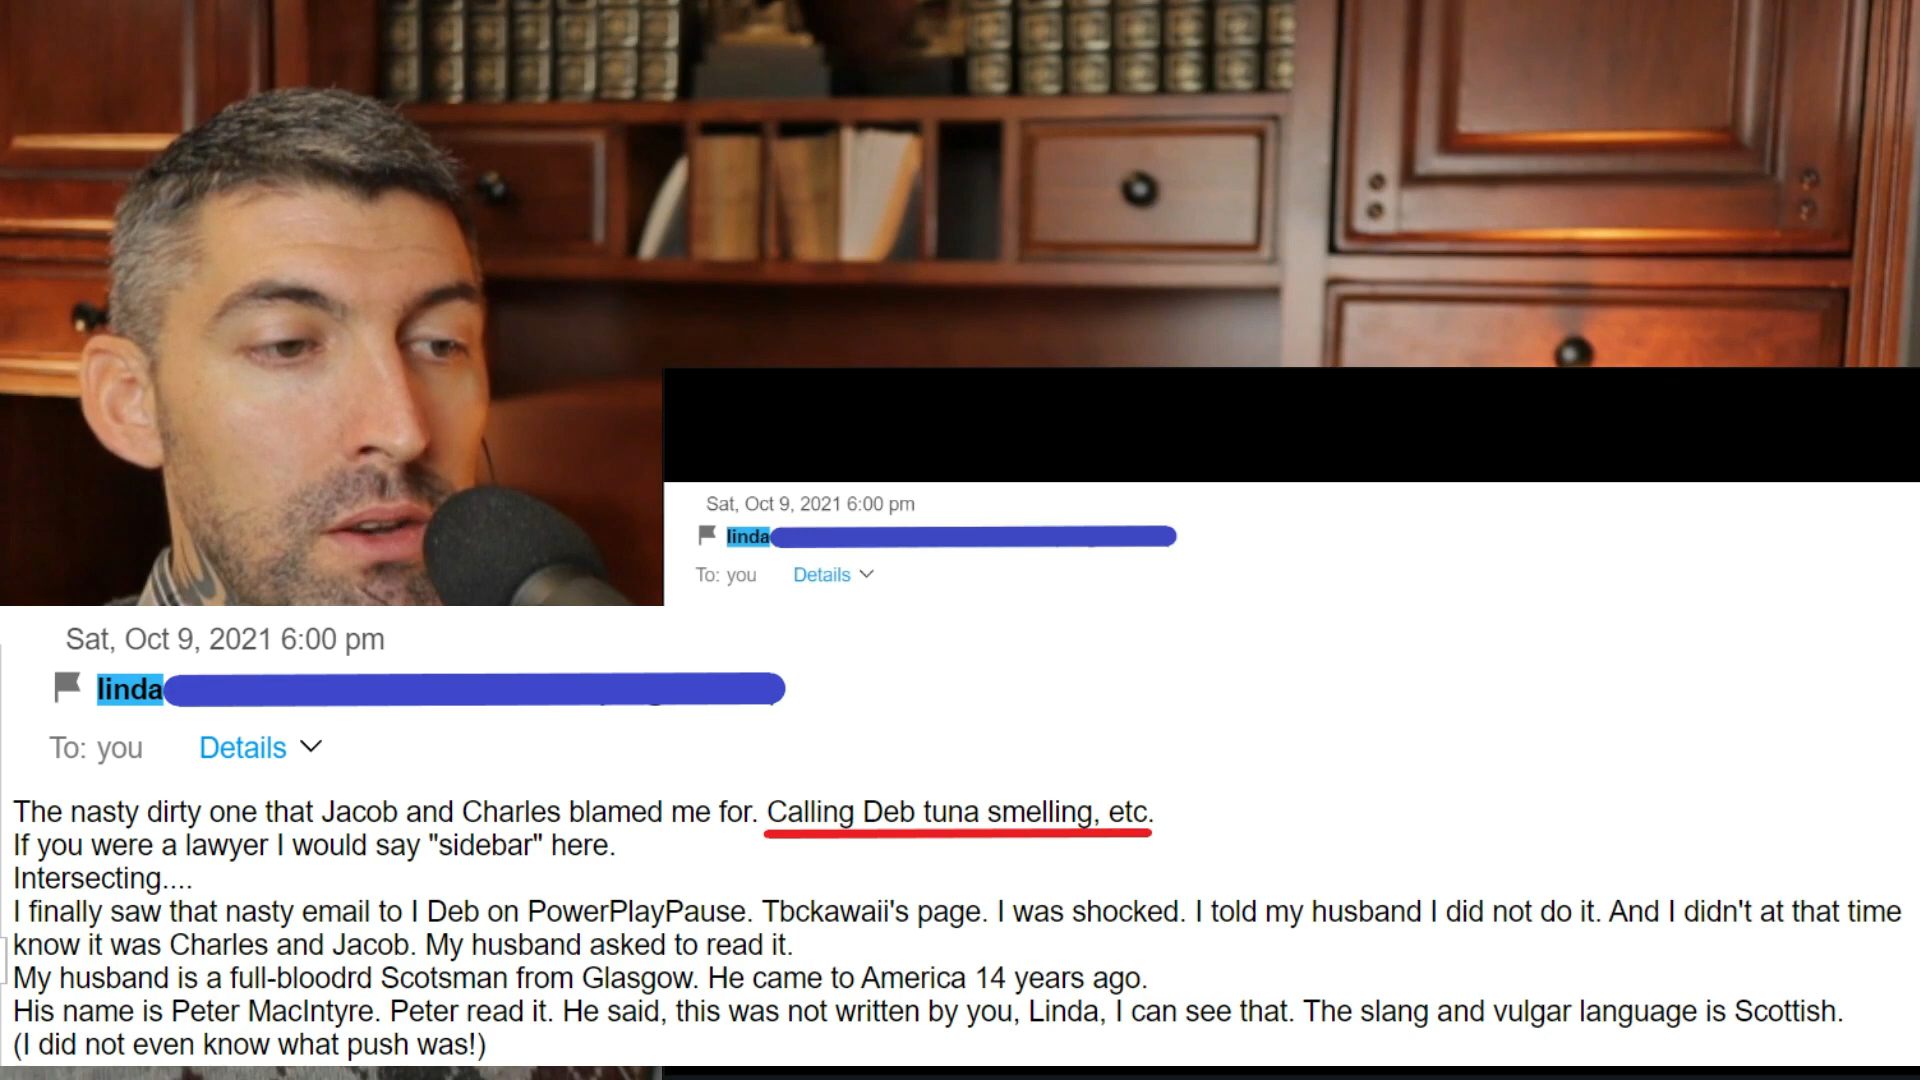 Sat, Oct 9, 2021 6:00 pm
linda
To: you Details
Sat, Oct 9, 2021 6:00 pm
linda
To: you Details
The nasty dirty one that Jacob and Charles blamed me for. Calling Deb tuna smelling, etc.
If you were a lawyer I would say "sidebar" here.
Intersecting....
I finally saw that nasty email to I Deb on PowerPlayPause. Tbckawaii's page. I was shocked. I told my husband I did not do it. And I didn't at that time
know it was Charles and Jacob. My husband asked to read it.
My husband is a full-bloodrd Scotsman from Glasgow. He came to America 14 years ago.
His name is Peter MacIntyre. Peter read it. He said, this was not written by you, Linda, I can see that. The slang and vulgar language is Scottish.
(I did not even know what push was!)